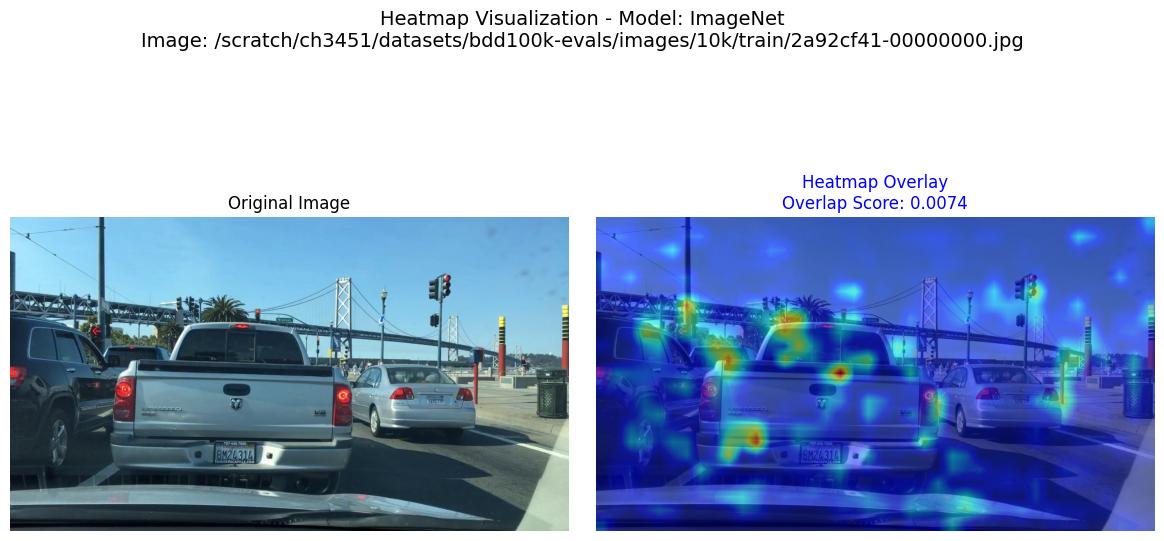 Heatmap Visualization - Model: ImageNet
Image: /scratch/ch3451/datasets/bdd100k-evals/images/10k/train/2a92cf41-00000000.jpg
Original Image
Heatmap Overlay
Overlap Score: 0.0074
8M24314